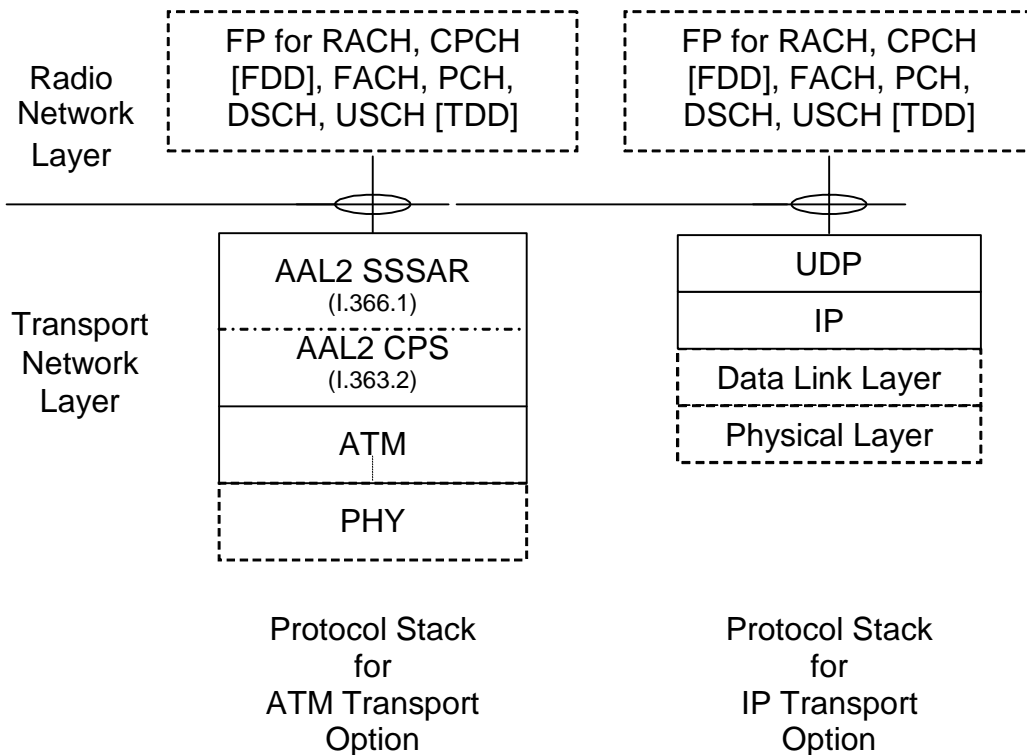 Radio
Network
Layer
FP for RACH, CPCH
[FDD], FACH, PCH,
DSCH, USCH [TDD]
FP for RACH, CPCH
[FDD], FACH, PCH,
DSCH, USCH [TDD]
Transport
Network
Layer
AAL2 SSSAR
(I.366.1)
AAL2 CPS
(I.363.2)
ATM
PHY
UDP
IP
Data Link Layer
Physical Layer
Protocol Stack
for
ATM Transport
Option
Protocol Stack
for
IP Transport
Option